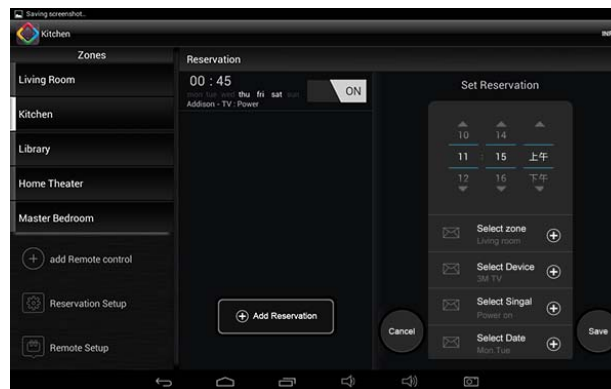 Saving screenshot..
Kitchen
Zones
Living Room
Kitchen
Library
Home Theater
Master Bedroom
add Remote control
Reservation Setup
Remote Setup
Reservation
00 : 45
mon tue wed thu fri sat sun
ON
Addison - TV : Power
Add Reservation
Set Reservation
10 14
11 : 15 上午
12 16 下午
Select zone
Living room
Select Device
3M TV
Select Singal
Power on
Select Date
Mon.Tue
Cancel
Save